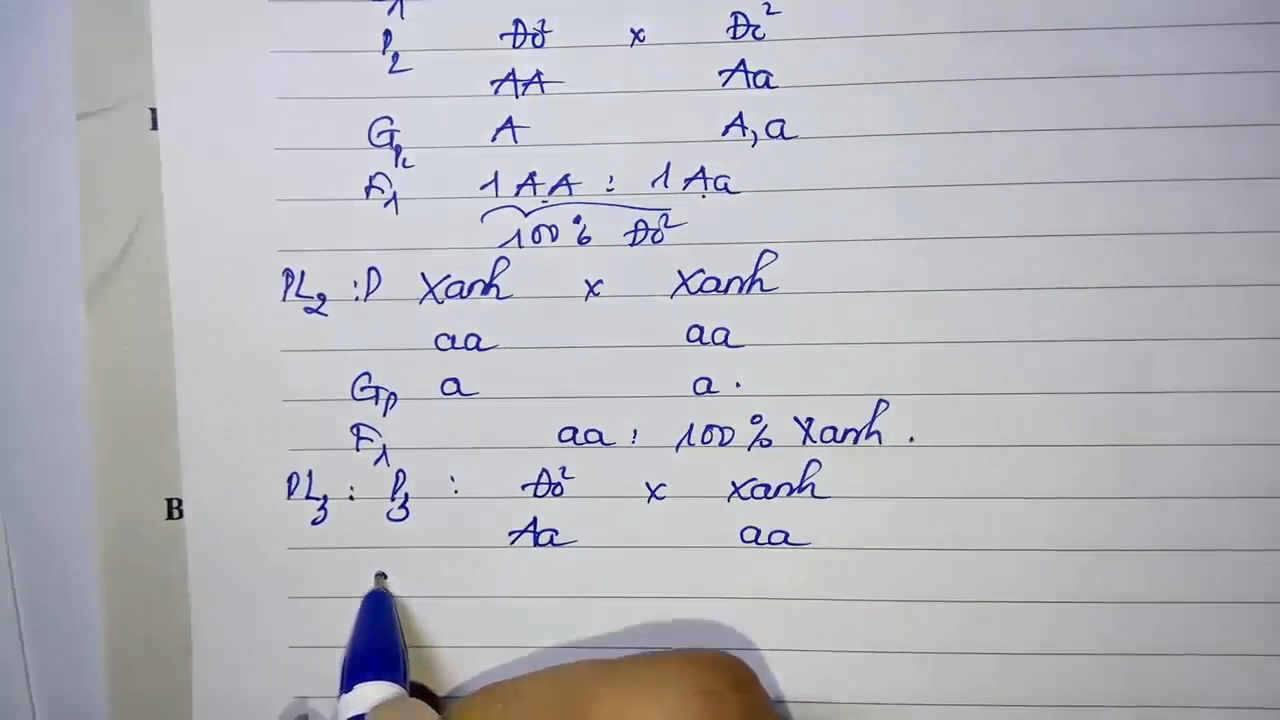 P2 Đỏ x Đỏ
AA Aa
GP2 A A, a
F1 1AA : 1Aa
100% Đỏ
PL2 : P Xanh x Xanh
aa aa
GP a a.
F1 aa : 100% Xanh.
PL3 : P3 : Đỏ x Xanh
B
Aa aa